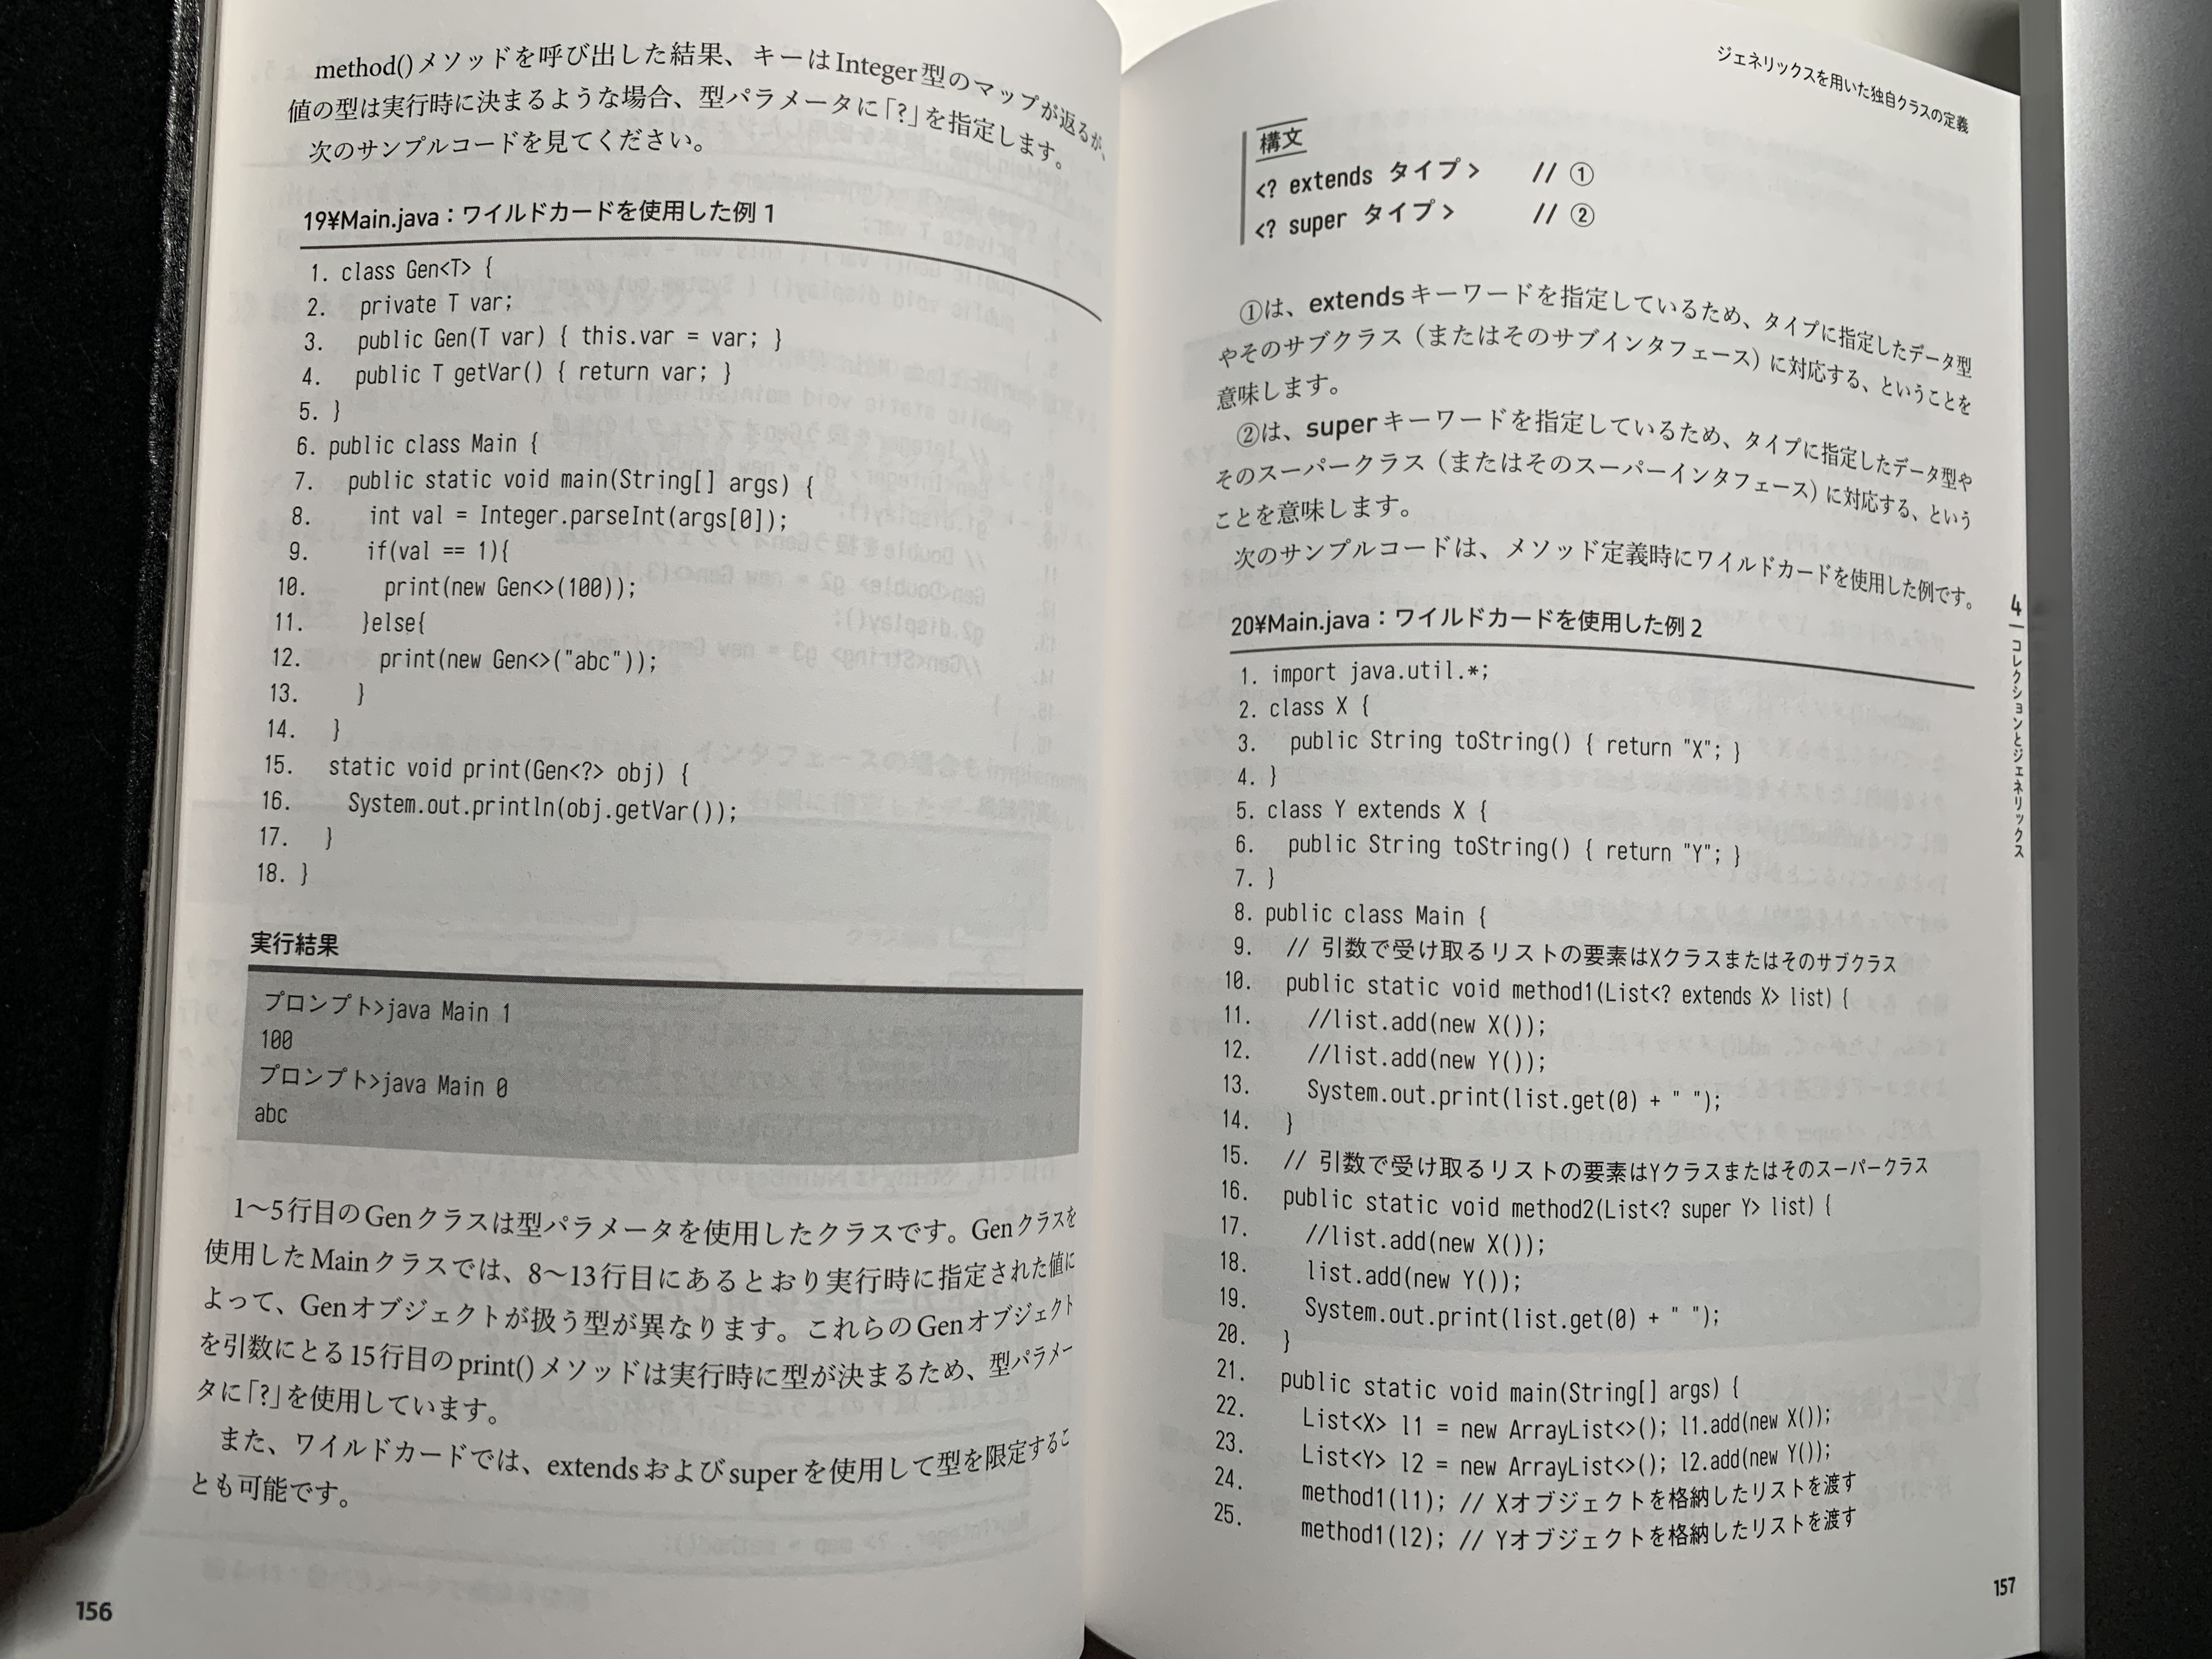 method()メソッドを呼び出した結果、キーはInteger型のマップが返るが、
値の型は実行時に決まるような場合、型パラメータに「?」を指定します。
次のサンプルコードを見てください。
19¥Main.java：ワイルドカードを使用した例 1
1. class Gen<T> {
2.   private T var;
3.   public Gen(T var) { this.var = var; }
4.   public T getVar() { return var; }
5. }
6. public class Main {
7.   public static void main(String[] args) {
8.     int val = Integer.parseInt(args[0]);
9.     if(val == 1){
10.       print(new Gen<>(100));
11.     }else{
12.       print(new Gen<>("abc"));
13.     }
14.   }
15.   static void print(Gen<?> obj) {
16.     System.out.println(obj.getVar());
17.   }
18. }
実行結果
プロンプト>java Main 1
100
プロンプト>java Main 0
abc
1〜5行目のGenクラスは型パラメータを使用したクラスです。Genクラスを
使用したMainクラスでは、8〜13行目にあるとおり実行時に指定された値に
よって、Genオブジェクトが扱う型が異なります。これらのGenオブジェクト
を引数にとる15行目のprint()メソッドは実行時に型が決まるため、型パラメー
タに「?」を使用しています。
また、ワイルドカードでは、extendsおよびsuperを使用して型を限定するこ
とも可能です。
156
ジェネリックスを用いた独自クラスの定義
構文
<? extends タイプ>    // ①
<? super タイプ>      // ②
①は、extendsキーワードを指定しているため、タイプに指定したデータ型
やそのサブクラス（またはそのサブインタフェース）に対応する、ということを
意味します。
②は、superキーワードを指定しているため、タイプに指定したデータ型や
そのスーパークラス（またはそのスーパーインタフェース）に対応する、という
ことを意味します。
次のサンプルコードは、メソッド定義時にワイルドカードを使用した例です。
20¥Main.java：ワイルドカードを使用した例 2
1. import java.util.*;
2. class X {
3.   public String toString() { return "X"; }
4. }
5. class Y extends X {
6.   public String toString() { return "Y"; }
7. }
8. public class Main {
9.   // 引数で受け取るリストの要素はXクラスまたはそのサブクラス
10.   public static void method1(List<? extends X> list) {
11.     //list.add(new X());
12.     //list.add(new Y());
13.     System.out.print(list.get(0) + " ");
14.   }
15.   // 引数で受け取るリストの要素はYクラスまたはそのスーパークラス
16.   public static void method2(List<? super Y> list) {
17.     //list.add(new X());
18.     list.add(new Y());
19.     System.out.print(list.get(0) + " ");
20.   }
21.   public static void main(String[] args) {
22.     List<X> l1 = new ArrayList<>(); l1.add(new X());
23.     List<Y> l2 = new ArrayList<>(); l2.add(new Y());
24.     method1(l1); // Xオブジェクトを格納したリストを渡す
25.     method1(l2); // Yオブジェクトを格納したリストを渡す
4 コレクションとジェネリックス
157